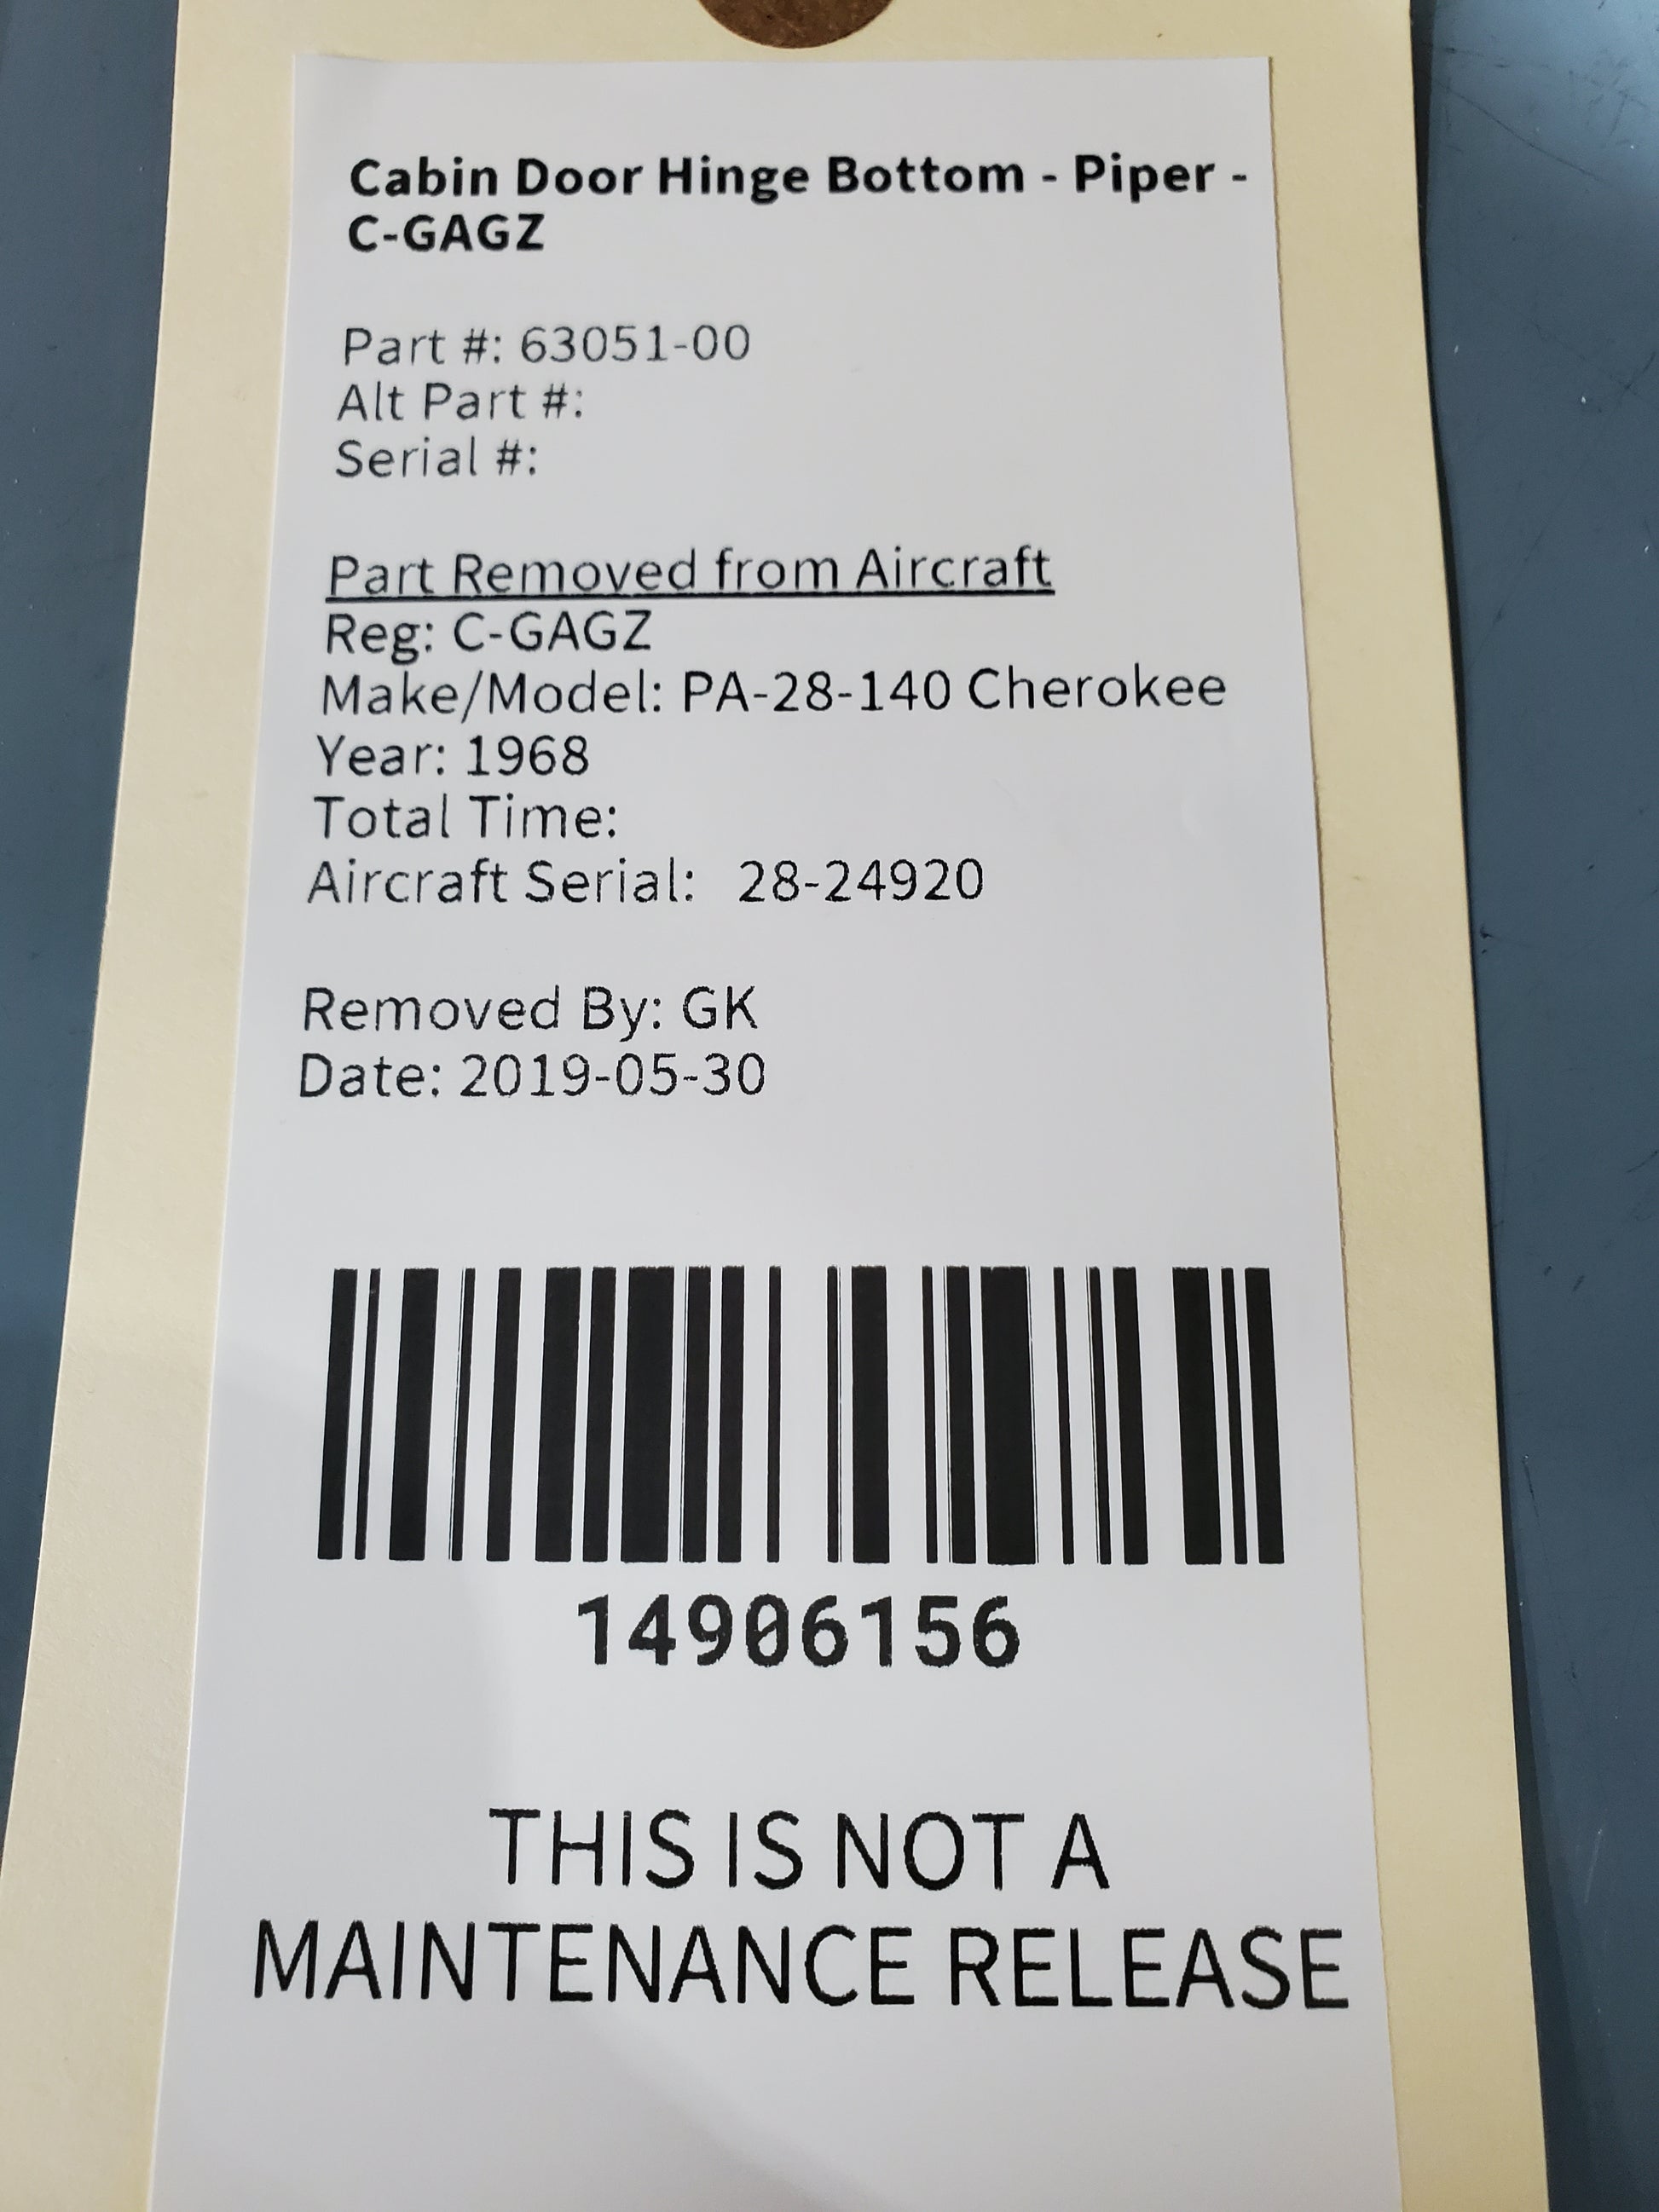 Cabin Door Hinge Bottom - Piper -
C-GAGZ
Part #: 63051-00
Alt Part #:
Serial #:
Part Removed from Aircraft
Reg: C-GAGZ
Make/Model: PA-28-140 Cherokee
Year: 1968
Total Time:
Aircraft Serial: 28-24920
Removed By: GK
Date: 2019-05-30
14906156
THIS IS NOT A
MAINTENANCE RELEASE